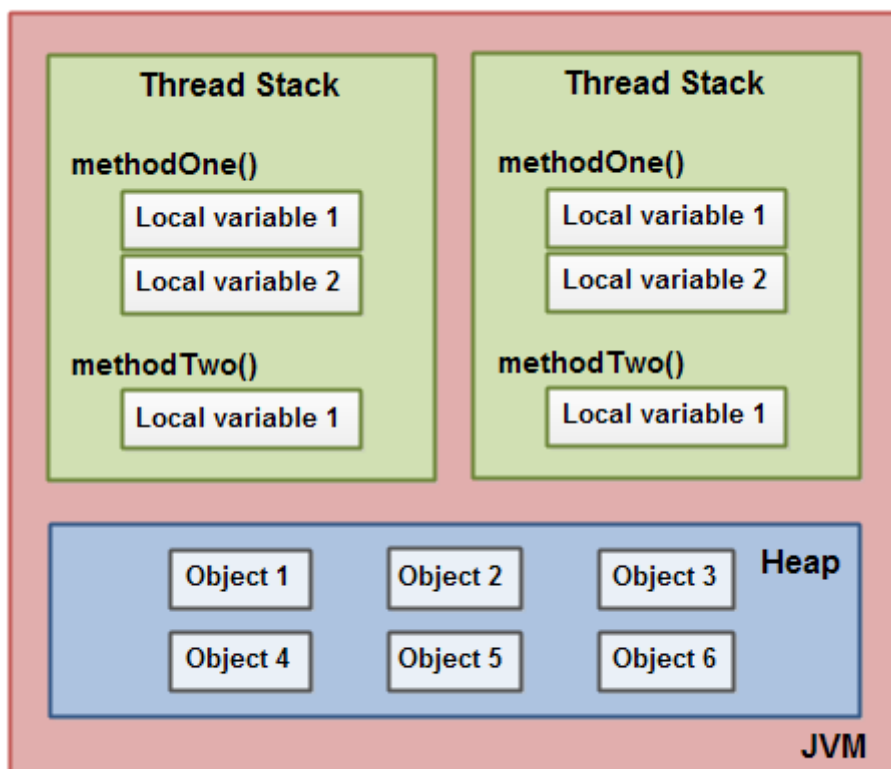 Thread Stack
methodOne()
Local variable 1
Local variable 2
methodTwo()
Local variable 1
Thread Stack
methodOne()
Local variable 1
Local variable 2
methodTwo()
Local variable 1
Heap
Object 1
Object 2
Object 3
Object 4
Object 5
Object 6
JVM